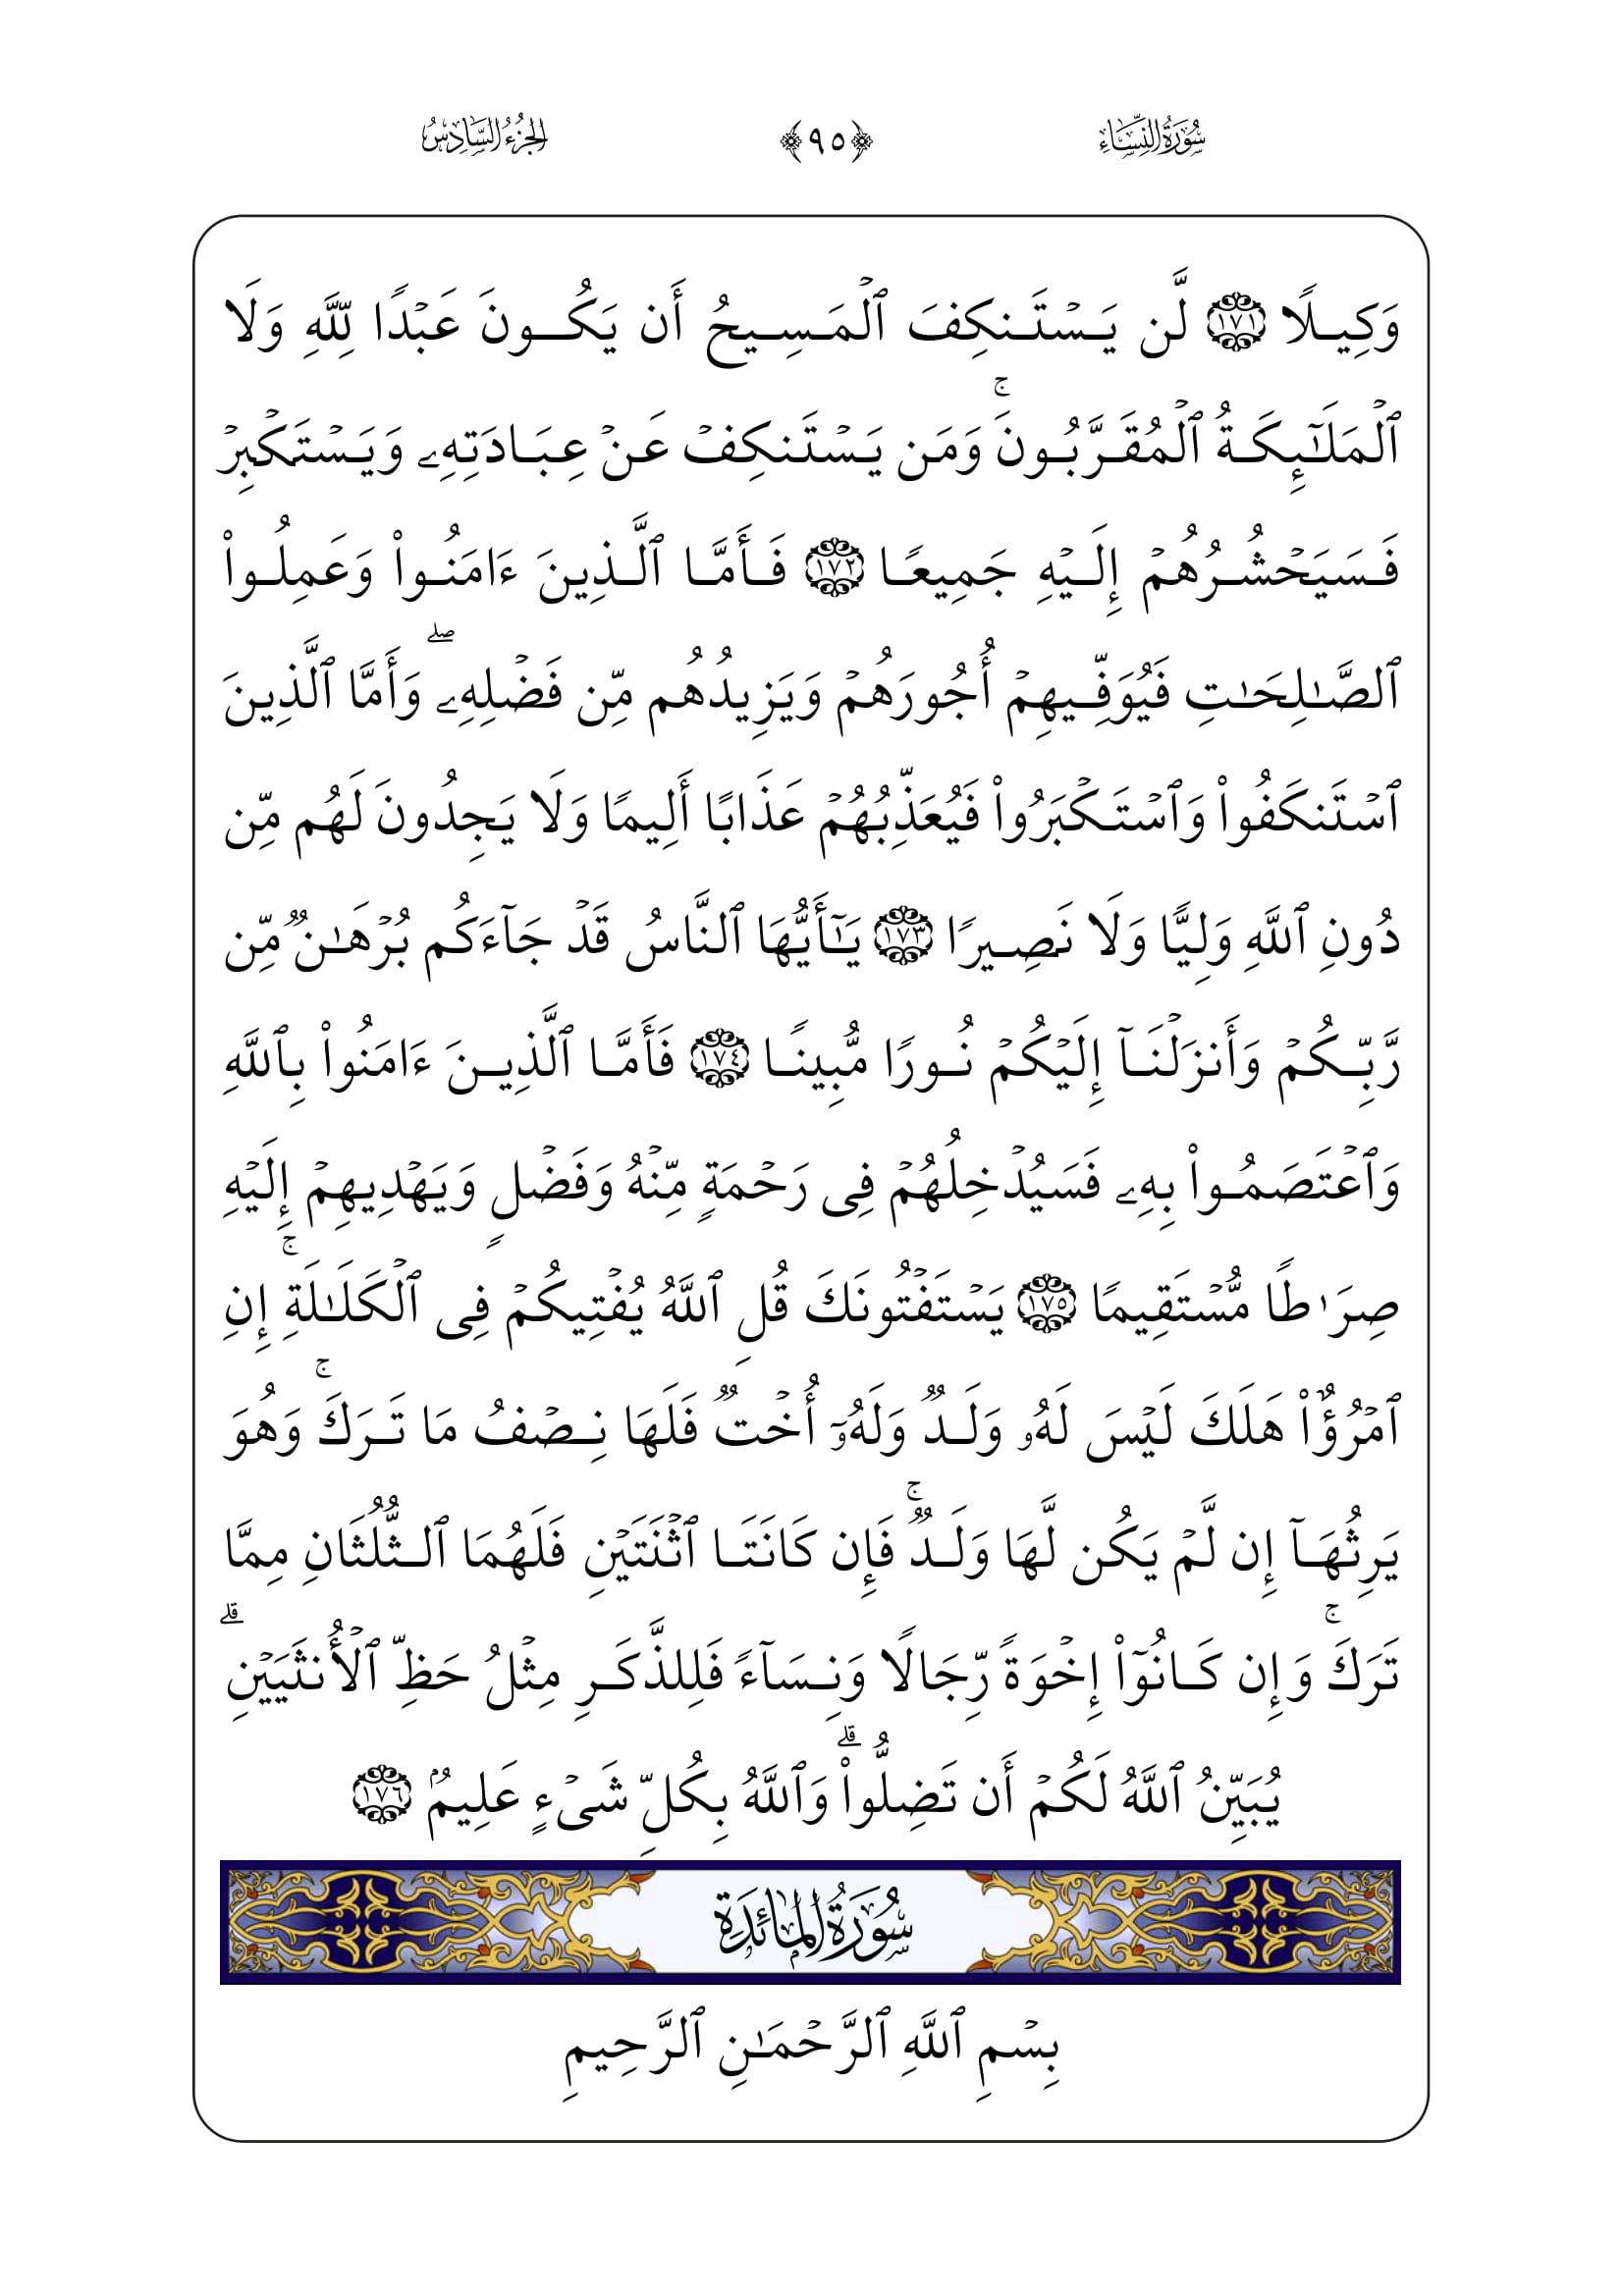 سُورَةُ النِّسَاءِ ﴿٩٥﴾ الجُزْءُ السَّادِسُ
وَكِيلًا ١٧١ لَّن يَسۡتَنكِفَ ٱلۡمَسِيحُ أَن يَكُونَ عَبۡدًا لِّلَّهِ وَلَا
ٱلۡمَلَـٰٓئِكَةُ ٱلۡمُقَرَّبُونَۚ وَمَن يَسۡتَنكِفۡ عَنۡ عِبَادَتِهِۦ وَيَسۡتَكۡبِرۡ
فَسَيَحۡشُرُهُمۡ إِلَيۡهِ جَمِيعًا ١٧٢ فَأَمَّا ٱلَّذِينَ ءَامَنُوا۟ وَعَمِلُوا۟
ٱلصَّـٰلِحَـٰتِ فَيُوَفِّيهِمۡ أُجُورَهُمۡ وَيَزِيدُهُم مِّن فَضۡلِهِۦۖ وَأَمَّا ٱلَّذِينَ
ٱسۡتَنكَفُوا۟ وَٱسۡتَكۡبَرُوا۟ فَيُعَذِّبُهُمۡ عَذَابًا أَلِيمًا وَلَا يَجِدُونَ لَهُم مِّن
دُونِ ٱللَّهِ وَلِيًّا وَلَا نَصِيرًا ١٧٣ يَـٰٓأَيُّهَا ٱلنَّاسُ قَدۡ جَآءَكُم بُرۡهَـٰنٌ مِّن
رَّبِّكُمۡ وَأَنزَلۡنَآ إِلَيۡكُمۡ نُورًا مُّبِينًا ١٧٤ فَأَمَّا ٱلَّذِينَ ءَامَنُوا۟ بِٱللَّهِ
وَٱعۡتَصَمُوا۟ بِهِۦ فَسَيُدۡخِلُهُمۡ فِى رَحۡمَةٍ مِّنۡهُ وَفَضۡلٍ وَيَهۡدِيهِمۡ إِلَيۡهِ
صِرَٰطًا مُّسۡتَقِيمًا ١٧٥ يَسۡتَفۡتُونَكَ قُلِ ٱللَّهُ يُفۡتِيكُمۡ فِى ٱلۡكَلَـٰلَةِۚ إِنِ
ٱمۡرُؤٌا۟ هَلَكَ لَيۡسَ لَهُۥ وَلَدٌ وَلَهُۥٓ أُخۡتٌ فَلَهَا نِصۡفُ مَا تَرَكَۚ وَهُوَ
يَرِثُهَآ إِن لَّمۡ يَكُن لَّهَا وَلَدٌۚ فَإِن كَانَتَا ٱثۡنَتَيۡنِ فَلَهُمَا ٱلثُّلُثَانِ مِمَّا
تَرَكَۚ وَإِن كَانُوٓا۟ إِخۡوَةً رِّجَالًا وَنِسَآءً فَلِلذَّكَرِ مِثۡلُ حَظِّ ٱلۡأُنثَيَيۡنِۗ
يُبَيِّنُ ٱللَّهُ لَكُمۡ أَن تَضِلُّوا۟ۗ وَٱللَّهُ بِكُلِّ شَىۡءٍ عَلِيمٌۢ ١٧٦
سُورَةُ المَائِدَةِ
بِسۡمِ ٱللَّهِ ٱلرَّحۡمَـٰنِ ٱلرَّحِيمِ